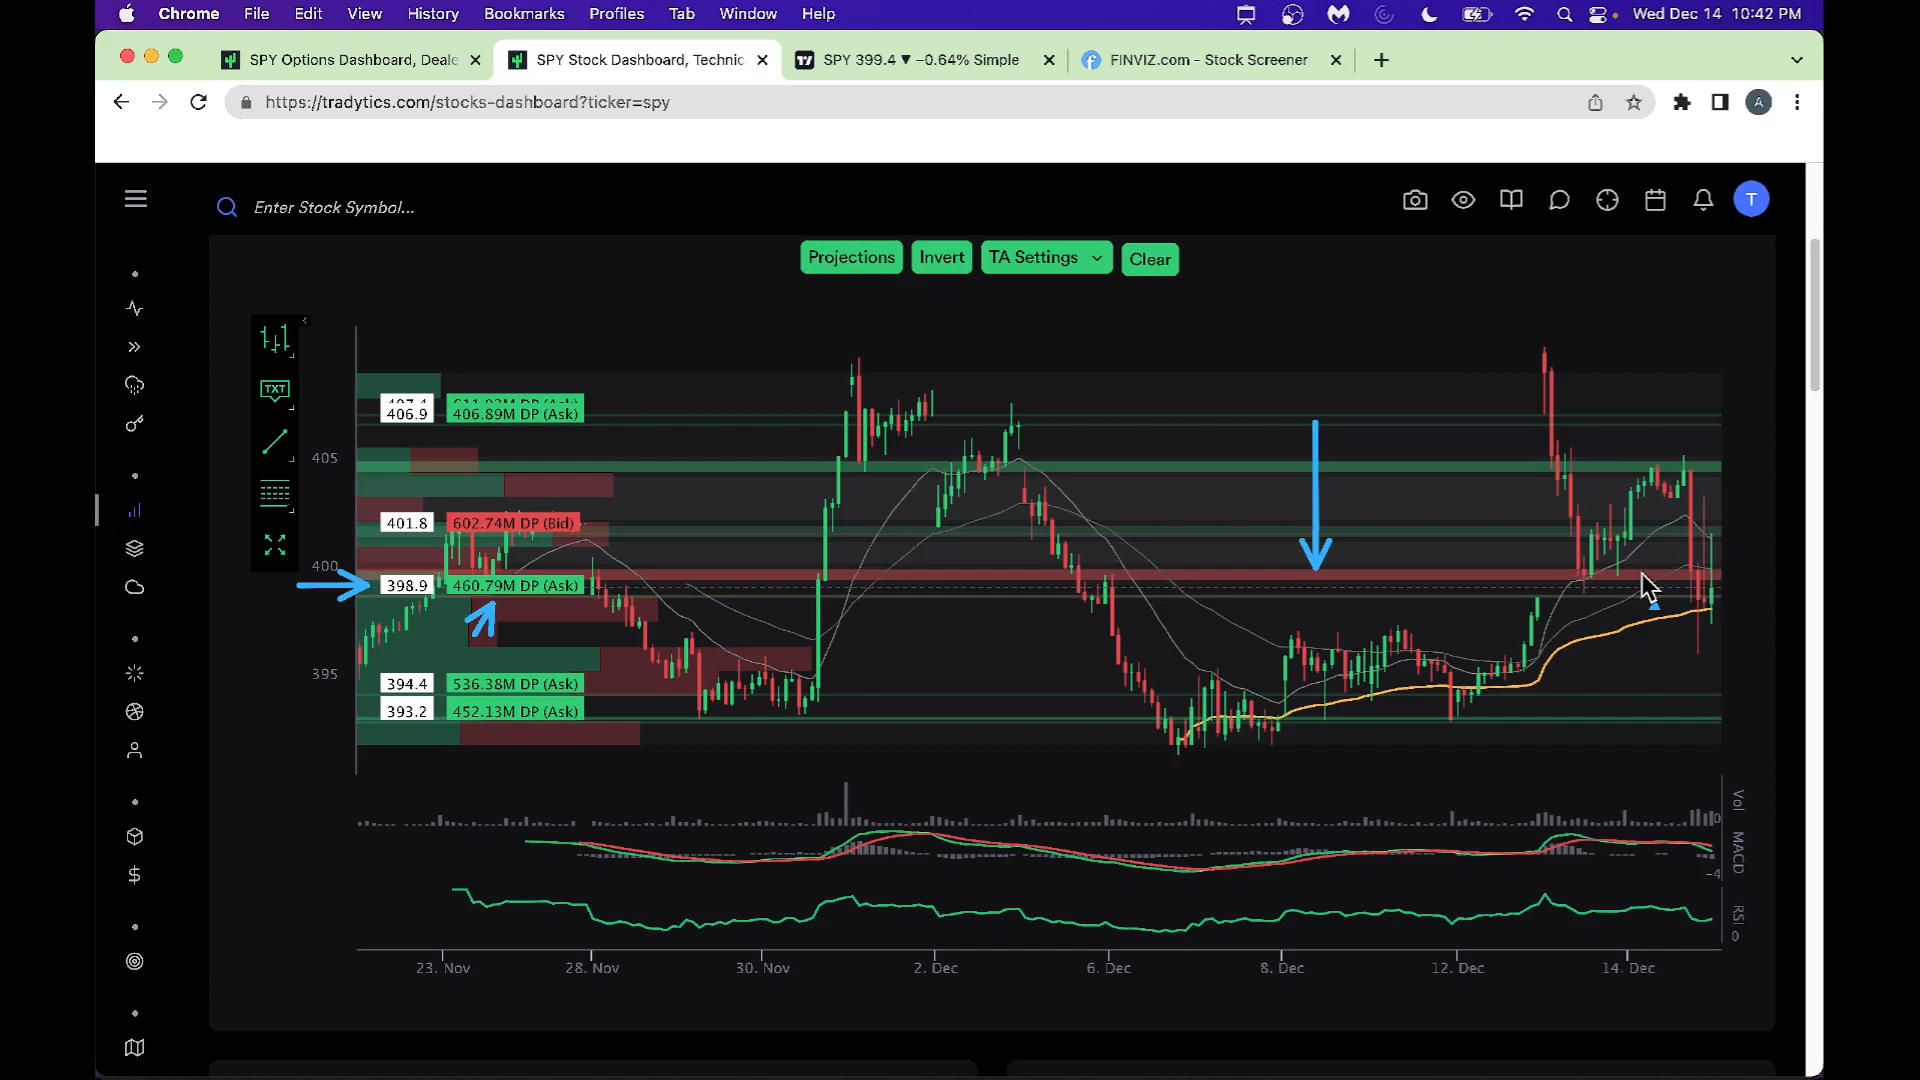 Chrome File Edit View History Bookmarks Profiles Tab Window Help Wed Dec 14 10:42 PM
SPY Options Dashboard, Deale
SPY Stock Dashboard, Technic
SPY 399.4 ▼ −0.64% Simple
FINVIZ.com - Stock Screener
https://tradytics.com/stocks-dashboard?ticker=spy
A
Enter Stock Symbol...
T
Projections Invert TA Settings Clear
TXT
406.9 406.89M DP (Ask)
405
401.8 602.74M DP (Bid)
400
398.9 460.79M DP (Ask)
395
394.4 536.38M DP (Ask)
393.2 452.13M DP (Ask)
Vol
0
MACD
−4
RSI
0
23. Nov 28. Nov 30. Nov 2. Dec 6. Dec 8. Dec 12. Dec 14. Dec